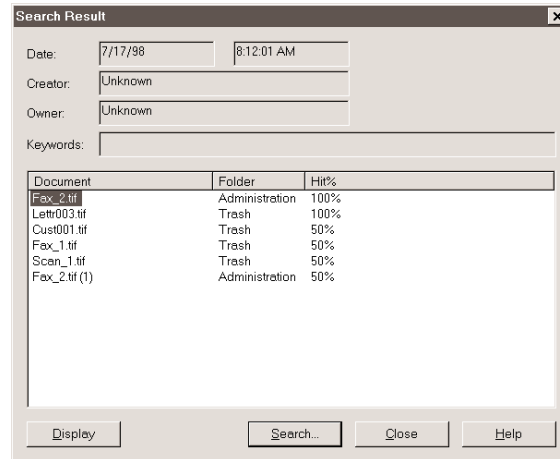 Search Result
Date: 7/17/98 8:12:01 AM
Creator: Unknown
Owner: Unknown
Keywords:
Document Folder Hit%
Fax_2.tif Administration 100%
Lettr003.tif Trash 100%
Cust001.tif Trash 50%
Fax_1.tif Trash 50%
Scan_1.tif Trash 50%
Fax_2.tif (1) Administration 50%
Display Search... Close Help